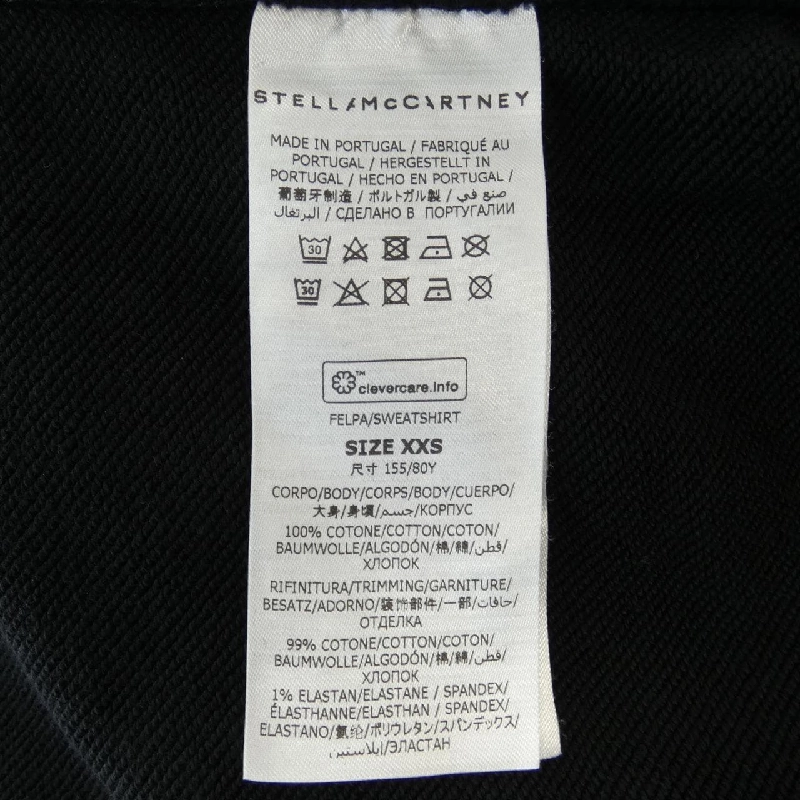 STELLAMcCARTNEY
MADE IN PORTUGAL / FABRIQUÉ AU
PORTUGAL / HERGESTELLT IN
PORTUGAL / HECHO EN PORTUGAL /
葡萄牙制造 / ポルトガル製 / صنع في
البرتغال / СДЕЛАНО В ПОРТУГАЛИИ
30
30
™
clevercare.info
FELPA/SWEATSHIRT
SIZE XXS
尺寸 155/80Y
CORPO/BODY/CORPS/BODY/CUERPO/
大身/身頃/جسم/КОРПУС
100% COTONE/COTTON/COTON/
BAUMWOLLE/ALGODÓN/棉/綿/قطن/
ХЛОПОК
RIFINITURA/TRIMMING/GARNITURE/
BESATZ/ADORNO/装饰部件/一部/حافات/
ОТДЕЛКА
99% COTONE/COTTON/COTON/
BAUMWOLLE/ALGODÓN/棉/綿/قطن/
ХЛОПОК
1% ELASTAN/ELASTANE / SPANDEX/
ÉLASTHANNE/ELASTHAN / SPANDEX/
ELASTANO/氨纶/ポリウレタン/スパンデックス/
إيلاستين/ЭЛАСТАН